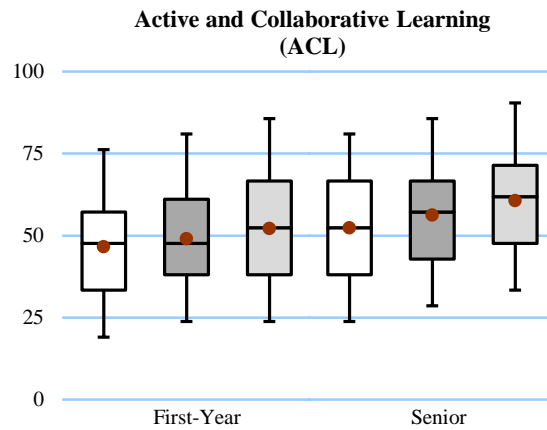 Active and Collaborative Learning
(ACL)
100
75
50
25
0
First-Year Senior